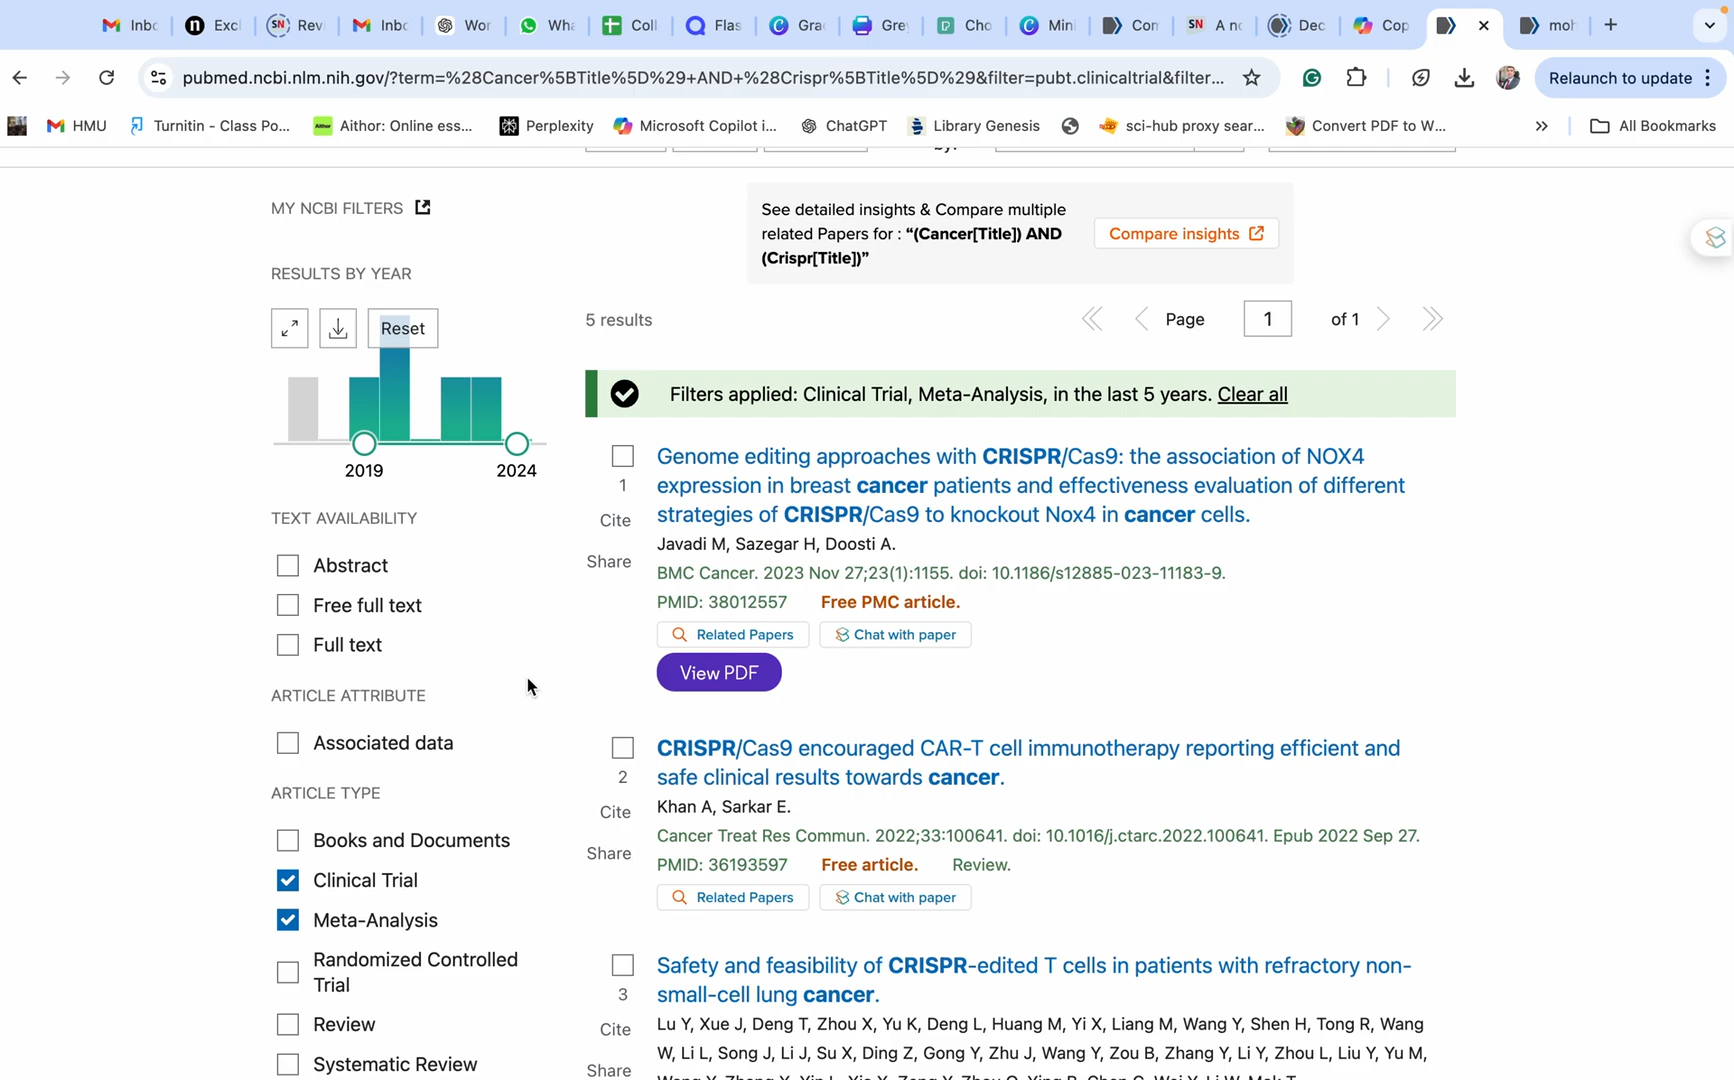 Inbc
Exc
SN Rev
Inbc
Wor
Wha
Coll
Flas
Gra
Grey
Cho
Mini
Con
SN A no
Dec
Cop
moh
pubmed.ncbi.nlm.nih.gov/?term=%28Cancer%5BTitle%5D%29+AND+%28Crispr%5BTitle%5D%29&filter=pubt.clinicaltrial&filter...
Relaunch to update
HMU
Turnitin - Class Po...
Aithor: Online ess...
Perplexity
Microsoft Copilot i...
ChatGPT
Library Genesis
sci-hub proxy sear...
Convert PDF to W...
All Bookmarks
by:
MY NCBI FILTERS
See detailed insights & Compare multiple
related Papers for : “(Cancer[Title]) AND
(Crispr[Title])”
Compare insights
RESULTS BY YEAR
Reset
2019
2024
5 results
Page 1 of 1
Filters applied: Clinical Trial, Meta-Analysis, in the last 5 years. Clear all
TEXT AVAILABILITY
Abstract
Free full text
Full text
ARTICLE ATTRIBUTE
Associated data
ARTICLE TYPE
Books and Documents
Clinical Trial
Meta-Analysis
Randomized Controlled
Trial
Review
Systematic Review
1
Cite
Share
Genome editing approaches with CRISPR/Cas9: the association of NOX4
expression in breast cancer patients and effectiveness evaluation of different
strategies of CRISPR/Cas9 to knockout Nox4 in cancer cells.
Javadi M, Sazegar H, Doosti A.
BMC Cancer. 2023 Nov 27;23(1):1155. doi: 10.1186/s12885-023-11183-9.
PMID: 38012557 Free PMC article.
Related Papers
Chat with paper
View PDF
2
Cite
Share
CRISPR/Cas9 encouraged CAR-T cell immunotherapy reporting efficient and
safe clinical results towards cancer.
Khan A, Sarkar E.
Cancer Treat Res Commun. 2022;33:100641. doi: 10.1016/j.ctarc.2022.100641. Epub 2022 Sep 27.
PMID: 36193597 Free article. Review.
Related Papers
Chat with paper
3
Cite
Share
Safety and feasibility of CRISPR-edited T cells in patients with refractory non-
small-cell lung cancer.
Lu Y, Xue J, Deng T, Zhou X, Yu K, Deng L, Huang M, Yi X, Liang M, Wang Y, Shen H, Tong R, Wang
W, Li L, Song J, Li J, Su X, Ding Z, Gong Y, Zhu J, Wang Y, Zou B, Zhang Y, Li Y, Zhou L, Liu Y, Yu M,